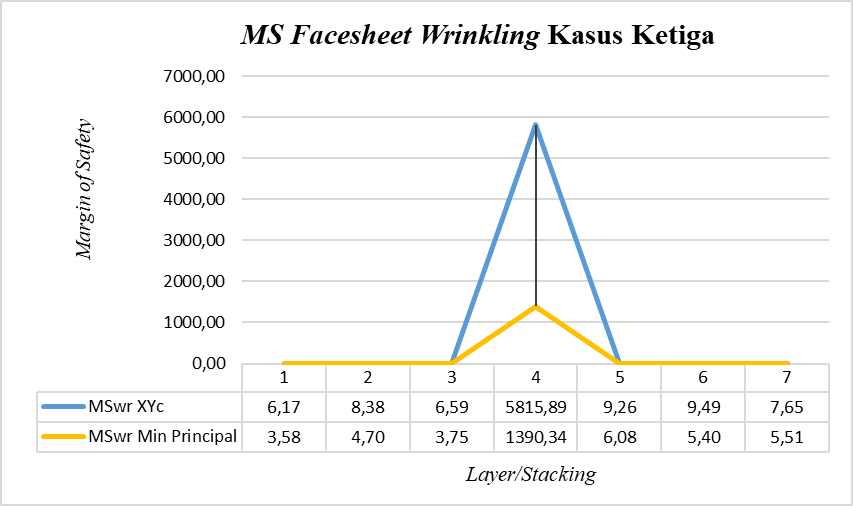 MS Facesheet Wrinkling Kasus Ketiga
Margin of Safety
7000,00
6000,00
5000,00
4000,00
3000,00
2000,00
1000,00
0,00
1 2 3 4 5 6 7
MSwr XYc 6,17 8,38 6,59 5815,89 9,26 9,49 7,65
MSwr Min Principal 3,58 4,70 3,75 1390,34 6,08 5,40 5,51
Layer/Stacking